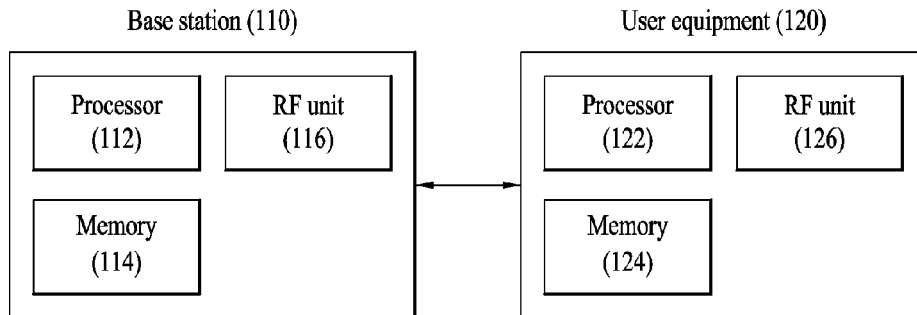 Base station (110)
Processor
(112)
RF unit
(116)
Memory
(114)
User equipment (120)
Processor
(122)
RF unit
(126)
Memory
(124)